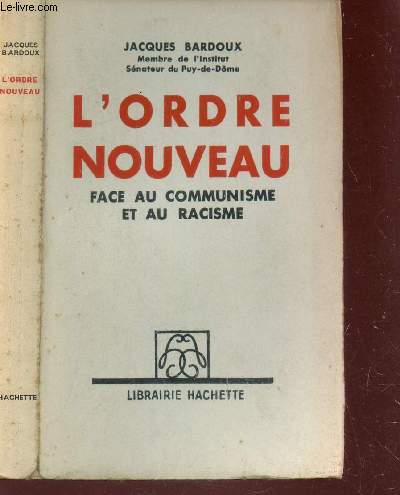 Le-livre.com
JACQUES
BARDOUX
L'ORDRE
NOUVEAU
HACHETTE
JACQUES BARDOUX
Membre de l'Institut
Sénateur du Puy-de-Dôme
L'ORDRE
NOUVEAU
FACE AU COMMUNISME
ET AU RACISME
LIBRAIRIE HACHETTE